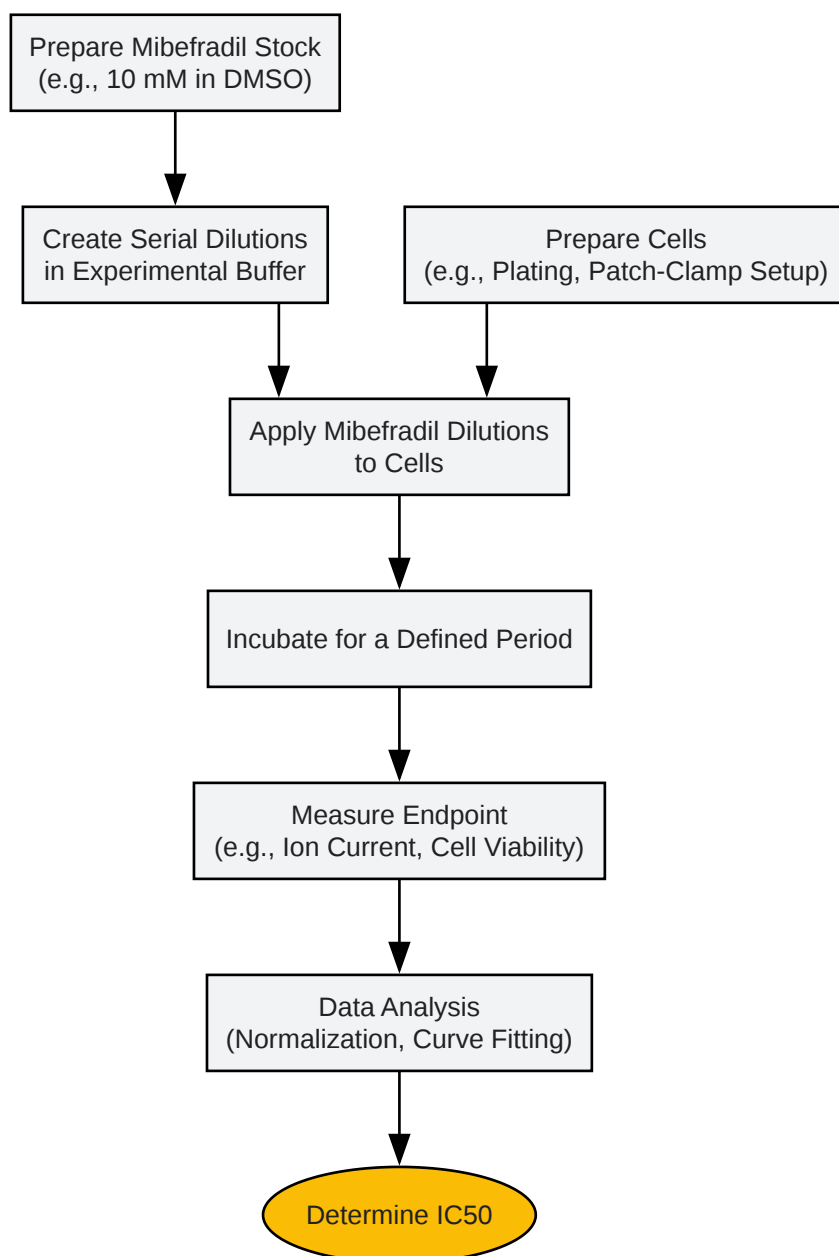 Prepare Mibefradil Stock
(e.g., 10 mM in DMSO)
Create Serial Dilutions
in Experimental Buffer
Prepare Cells
(e.g., Plating, Patch-Clamp Setup)
Apply Mibefradil Dilutions
to Cells
Incubate for a Defined Period
Measure Endpoint
(e.g., Ion Current, Cell Viability)
Data Analysis
(Normalization, Curve Fitting)
Determine IC50